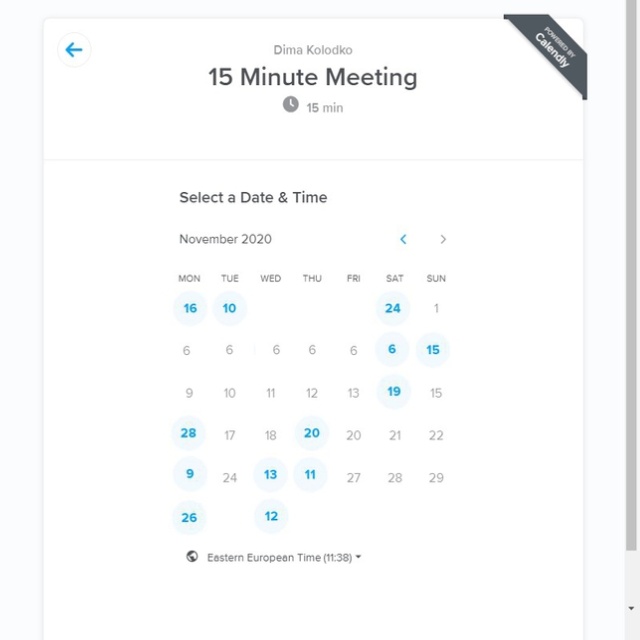 POWERED BY
Calendly
Dima Kolodko
15 Minute Meeting
15 min
Select a Date & Time
November 2020
MON TUE WED THU FRI SAT SUN
16 10 24 1
6 6 6 6 6 6 15
9 10 11 12 13 19 15
28 17 18 20 20 21 22
9 24 13 11 27 28 29
26 12
Eastern European Time (11:38)